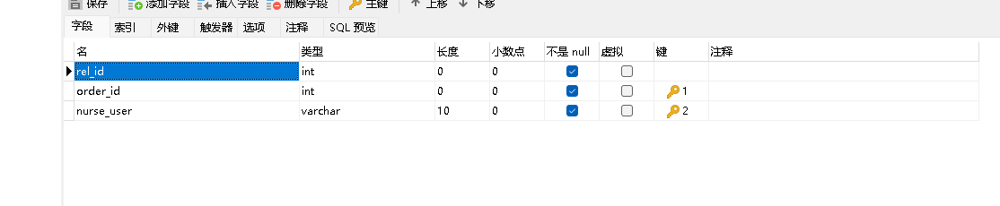 保存 添加字段 插入字段 删除字段 主键 上移 下移
字段 索引 外键 触发器 选项 注释 SQL 预览
名 类型 长度 小数点 不是 null 虚拟 键 注释
rel_id int 0 0
order_id int 0 0 1
nurse_user varchar 10 0 2